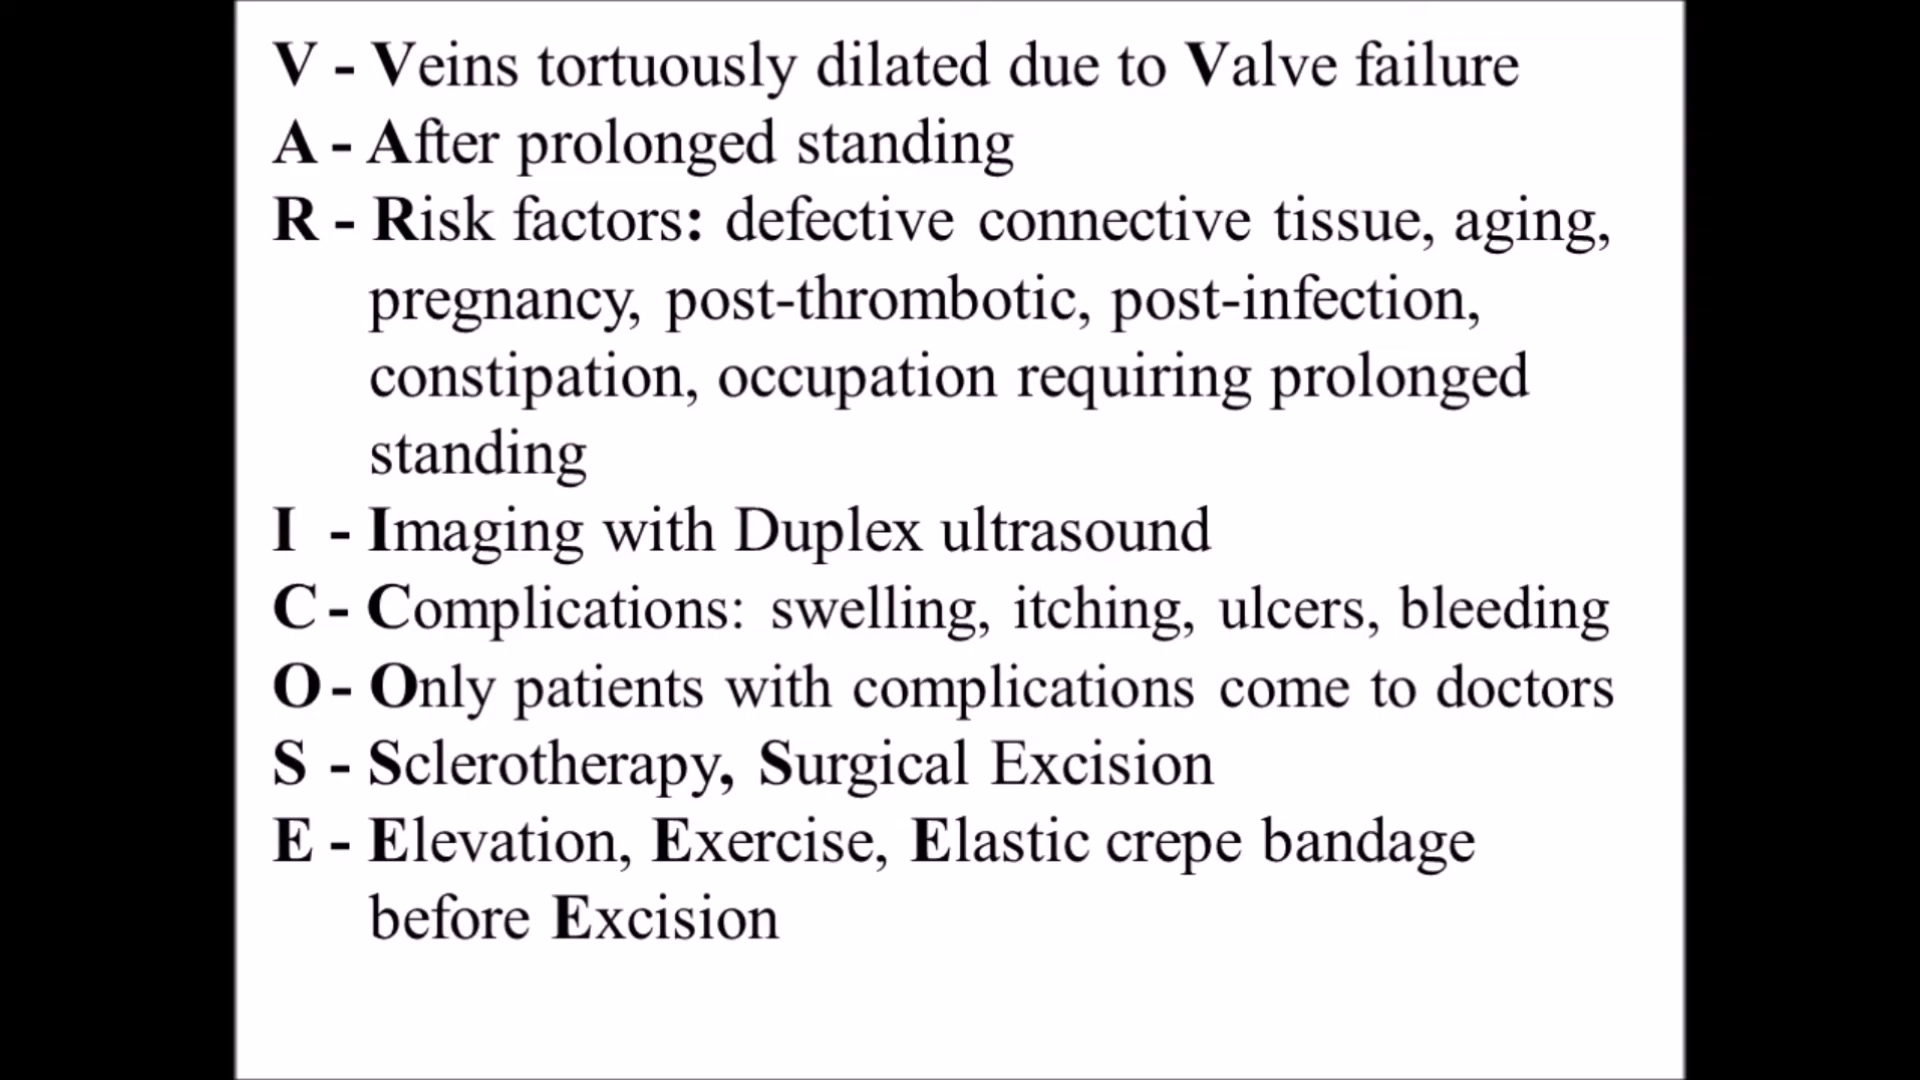 V - Veins tortuously dilated due to Valve failure
A - After prolonged standing
R - Risk factors: defective connective tissue, aging,
pregnancy, post-thrombotic, post-infection,
constipation, occupation requiring prolonged
standing
I - Imaging with Duplex ultrasound
C - Complications: swelling, itching, ulcers, bleeding
O - Only patients with complications come to doctors
S - Sclerotherapy, Surgical Excision
E - Elevation, Exercise, Elastic crepe bandage
before Excision